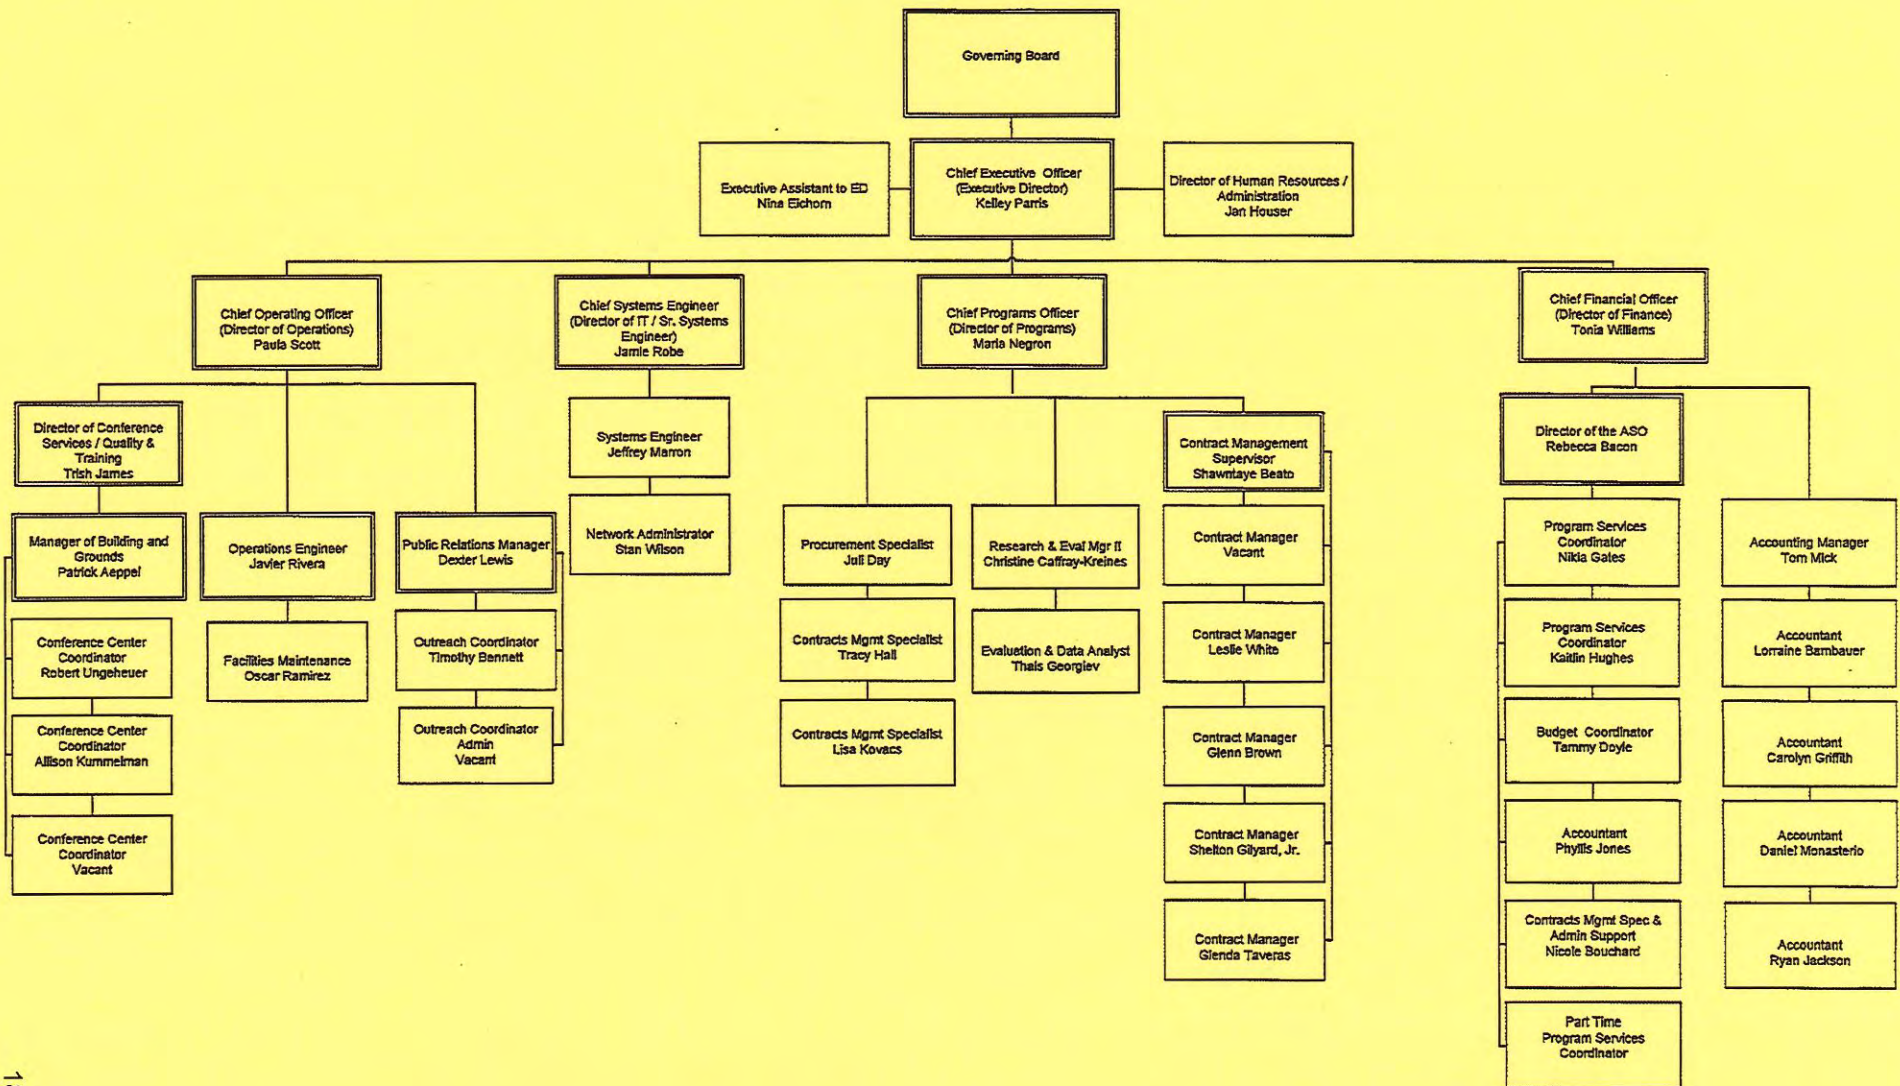 Governing Board
Executive Assistant to ED
Nina Eichorn
Chief Executive Officer
(Executive Director)
Kelley Parris
Director of Human Resources /
Administration
Jan Houser
Chief Operating Officer
(Director of Operations)
Paula Scott
Chief Systems Engineer
(Director of IT / Sr. Systems
Engineer)
Jamie Robe
Chief Programs Officer
(Director of Programs)
Maria Negron
Chief Financial Officer
(Director of Finance)
Tonia Williams
Director of Conference
Services / Quality &
Training
Trish James
Manager of Building and
Grounds
Patrick Aeppel
Conference Center
Coordinator
Robert Ungeheuer
Conference Center
Coordinator
Allison Kummelman
Conference Center
Coordinator
Vacant
Operations Engineer
Javier Rivera
Facilities Maintenance
Oscar Ramirez
Public Relations Manager
Dexter Lewis
Outreach Coordinator
Timothy Bennett
Outreach Coordinator
Admin
Vacant
Systems Engineer
Jeffrey Marron
Network Administrator
Stan Wilson
Procurement Specialist
Juli Day
Contracts Mgmt Specialist
Tracy Hall
Contracts Mgmt Specialist
Lisa Kovacs
Research & Eval Mgr II
Christine Caffray-Kreines
Evaluation & Data Analyst
Thais Georgiev
Contract Management
Supervisor
Shawntaye Beato
Contract Manager
Vacant
Contract Manager
Leslie White
Contract Manager
Glenn Brown
Contract Manager
Shelton Gilyard, Jr.
Contract Manager
Glenda Taveras
Director of the ASO
Rebecca Bacon
Program Services
Coordinator
Nikia Gates
Program Services
Coordinator
Kaitlin Hughes
Budget Coordinator
Tammy Doyle
Accountant
Phyllis Jones
Contracts Mgmt Spec &
Admin Support
Nicole Bouchard
Part Time
Program Services
Coordinator
Accounting Manager
Tom Mick
Accountant
Lorraine Bambauer
Accountant
Carolyn Griffith
Accountant
Daniel Monasterio
Accountant
Ryan Jackson